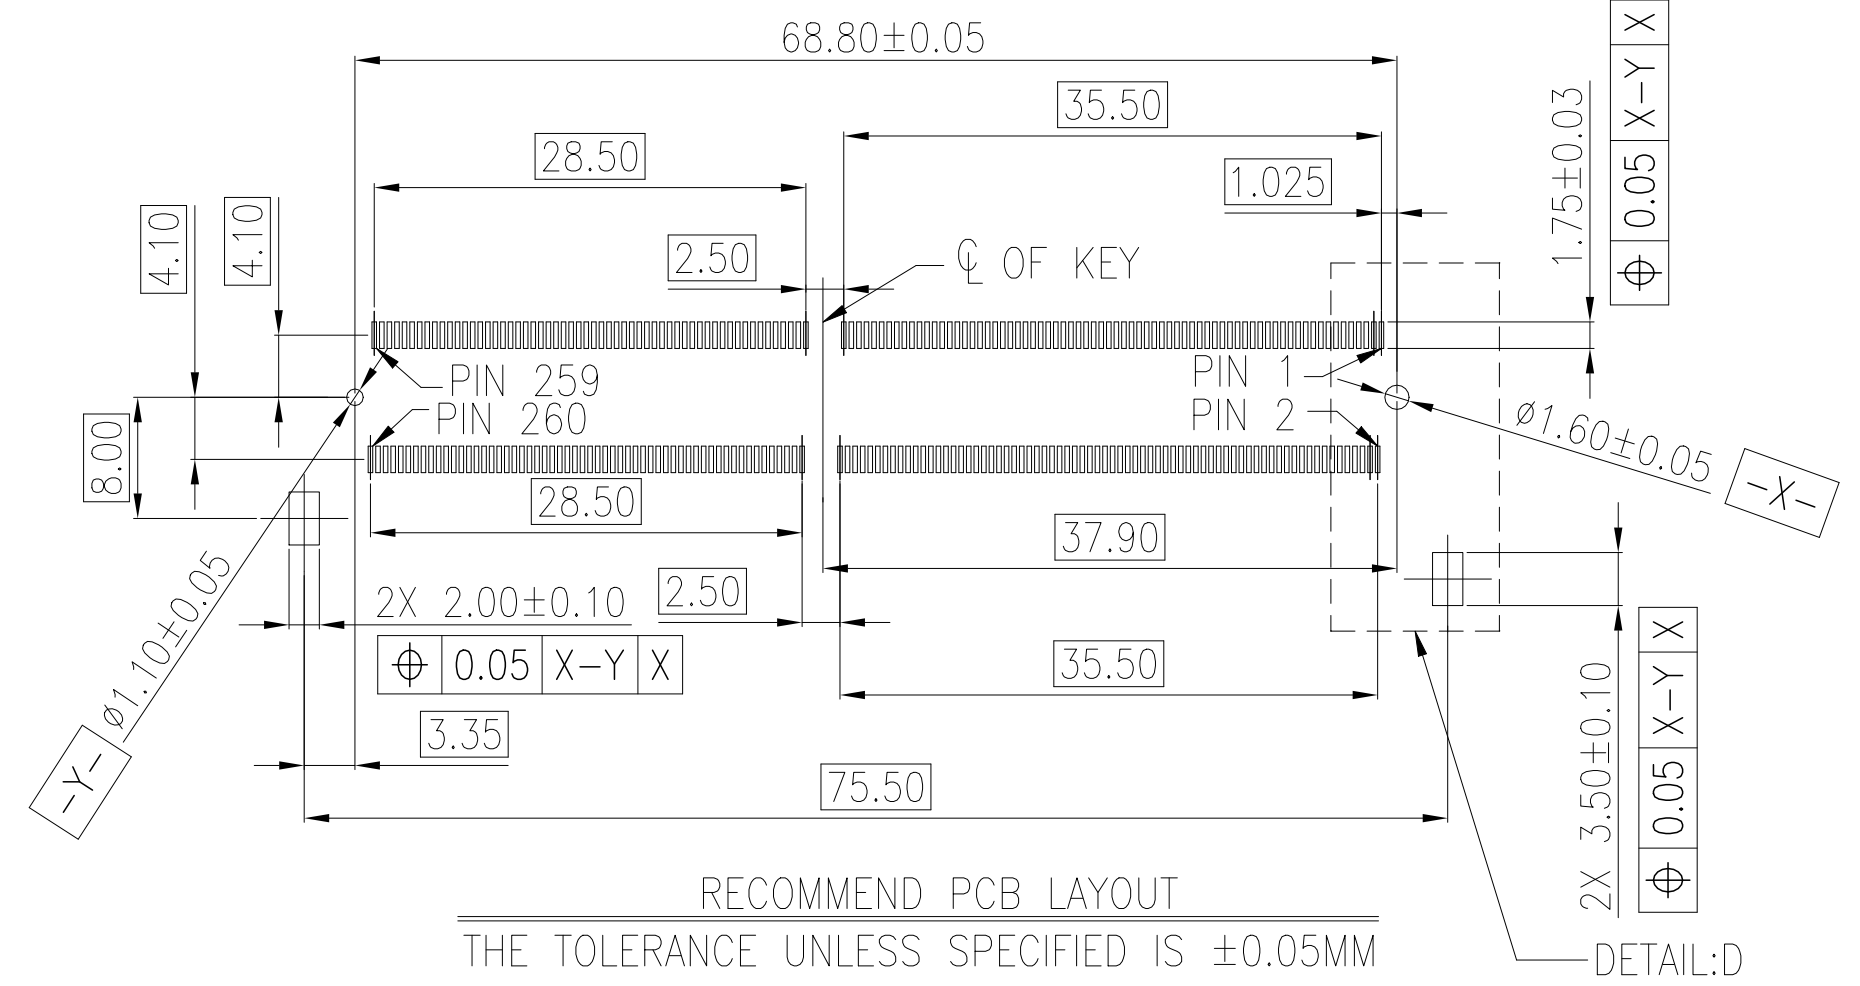 68.80±0.05
35.50
28.50
1.025
1.75±0.03
⌖ 0.05 X-Y X
4.10
4.10
2.50
℄ OF KEY
PIN 259
PIN 260
PIN 1
PIN 2
8.00
ø1.60±0.05
-X-
28.50
37.90
2X 2.00±0.10
2.50
⌖ 0.05 X-Y X
35.50
ø1.10±0.05
-Y-
3.35
75.50
2X 3.50±0.10
⌖ 0.05 X-Y X
RECOMMEND PCB LAYOUT
THE TOLERANCE UNLESS SPECIFIED IS ±0.05MM
DETAIL:D